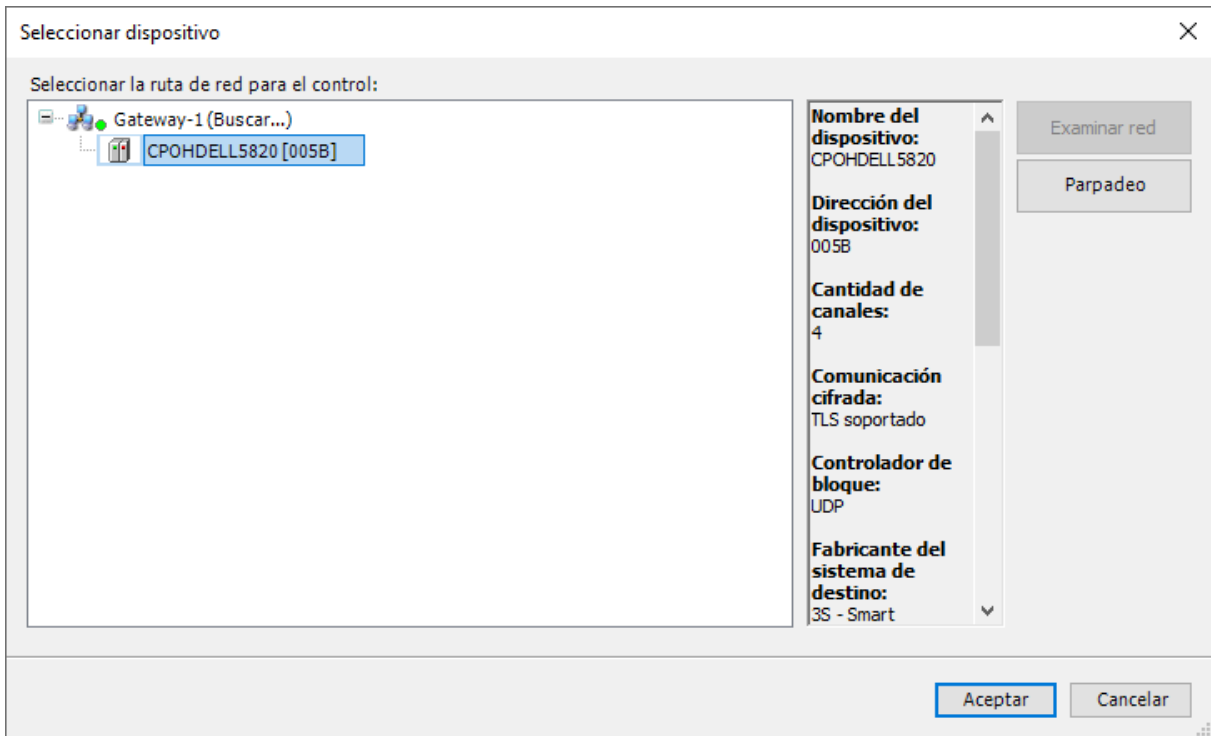 Seleccionar dispositivo
Seleccionar la ruta de red para el control:
Gateway-1 (Buscar...)
CPOHDELL5820 [005B]
Nombre del
dispositivo:
CPOHDELL5820
Dirección del
dispositivo:
005B
Cantidad de
canales:
4
Comunicación
cifrada:
TLS soportado
Controlador de
bloque:
UDP
Fabricante del
sistema de
destino:
3S - Smart
Examinar red
Parpadeo
Aceptar
Cancelar